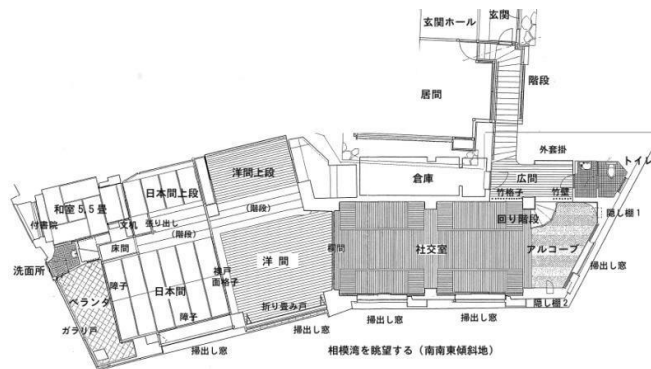 玄関
玄関ホール
階段
居間
外套掛
トイレ
洋間上段
倉庫
広間
日本間上段
竹格子
竹壁
和室5.5畳
(階段)
回り階段
隠し棚1
付書院
文机
張り出し
(階段)
床間
社交室
アルコーブ
洋間
洗面所
障子
襖戸
面格子
掃出し窓
ベランダ
日本間
折り畳み戸
隠し棚2
ガラリ戸
障子
掃出し窓
掃出し窓
掃出し窓
掃出し窓
相模湾を眺望する(南南東傾斜地)